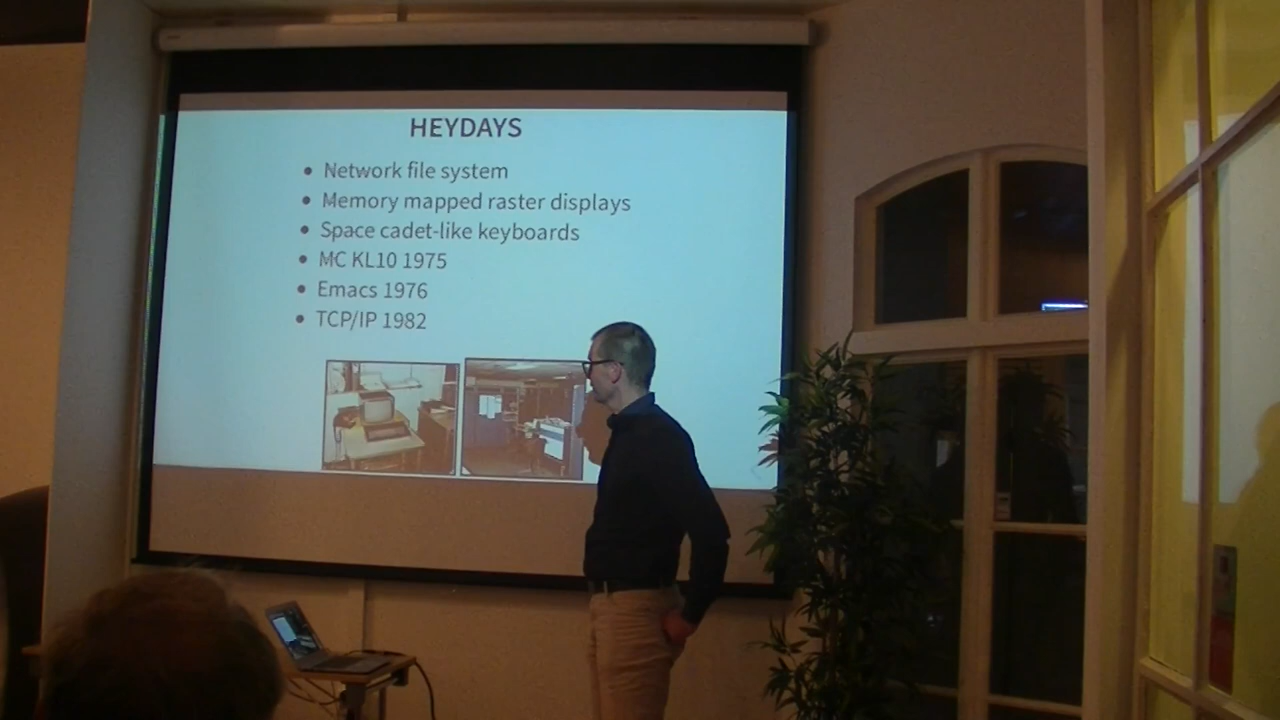 HEYDAYS
Network file system
Memory mapped raster displays
Space cadet-like keyboards
MC KL10 1975
Emacs 1976
TCP/IP 1982